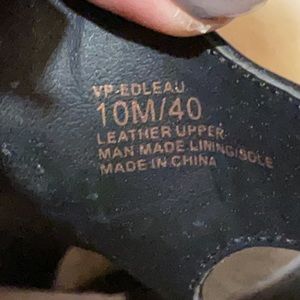 VP-EDLEAU
10M/40
LEATHER UPPER
MAN MADE LINING/SOLE
MADE IN CHINA